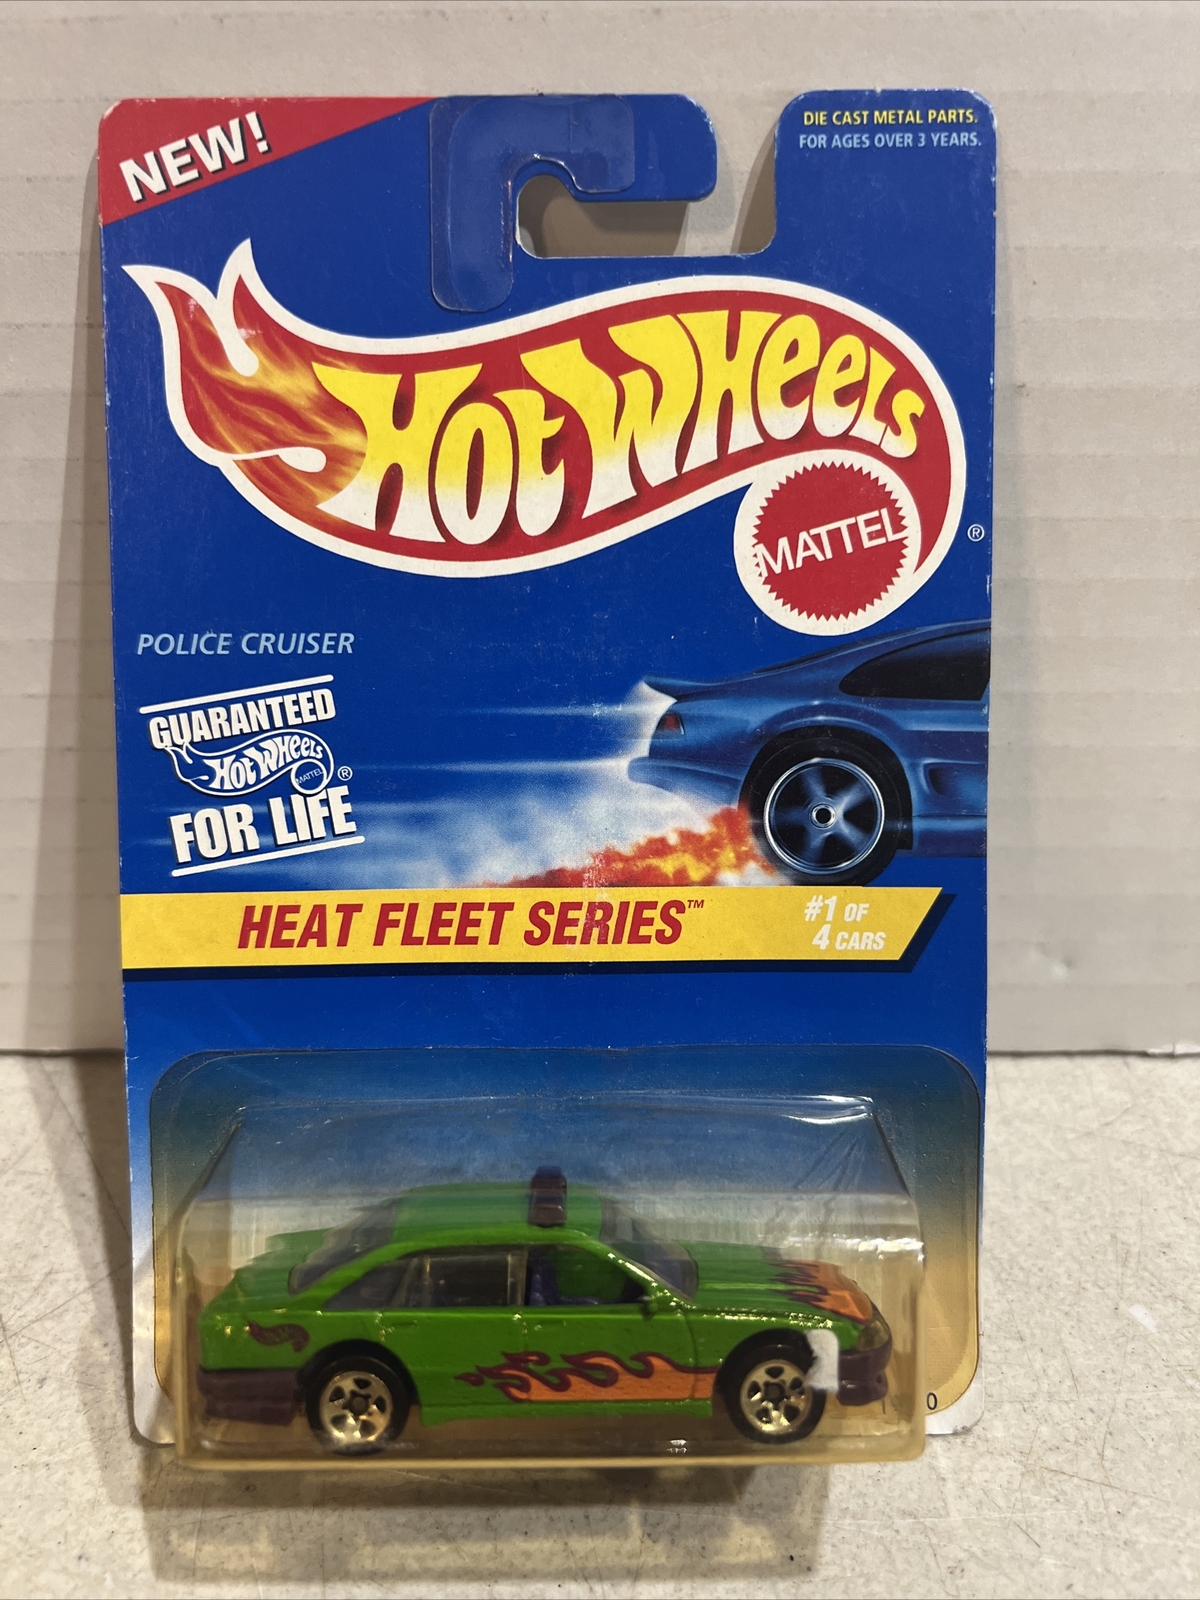 NEW!
DIE CAST METAL PARTS.
FOR AGES OVER 3 YEARS.
HOT WHEELS
MATTEL
®
POLICE CRUISER
GUARANTEED
HOT WHEELS
MATTEL ®
FOR LIFE
HEAT FLEET SERIES™
#1 OF
4 CARS